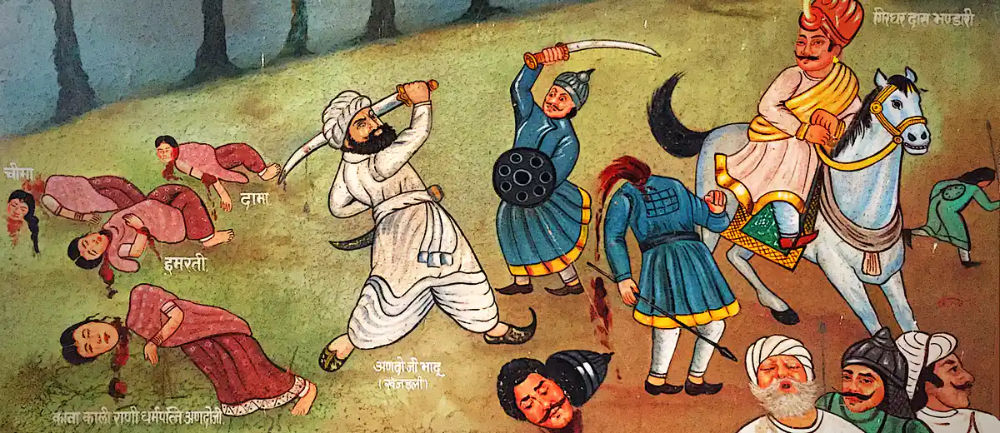 गिरधर दास भण्डारी
चीमा
दामा
इमरती
अणदो जी भादू
(खेजड़ली)
काना काली राणी धर्मपत्नि अणदोजी.